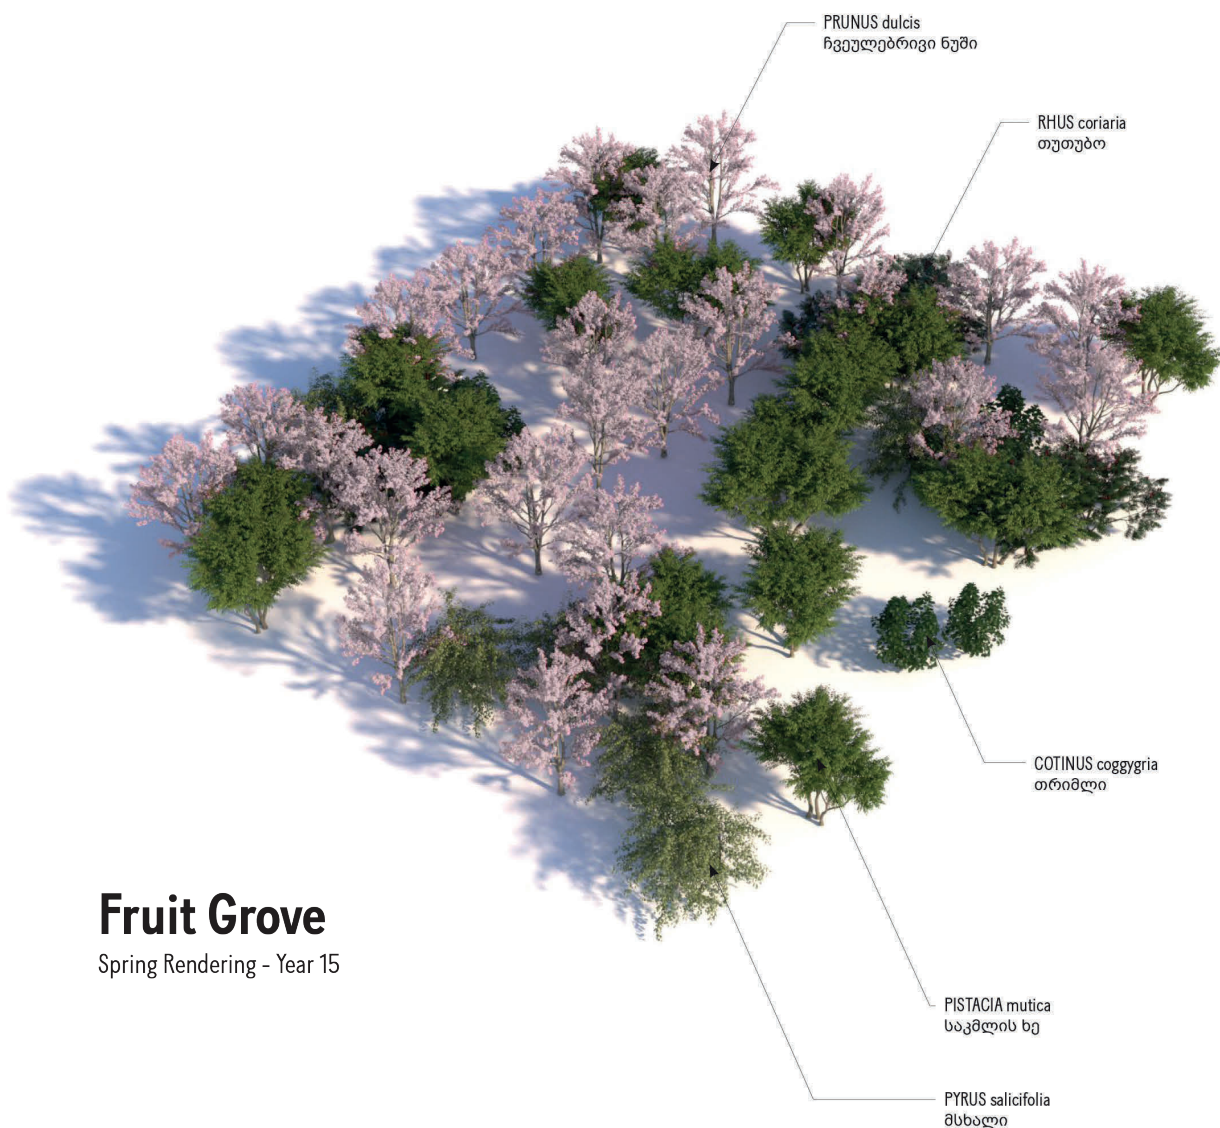 PRUNUS dulcis
ჩვეულებრივი ნუში
RHUS coriaria
თუთუბო
COTINUS coggygria
თრიმლი
Fruit Grove
Spring Rendering - Year 15
PISTACIA mutica
საკმლის ხე
PYRUS salicifolia
მსხალი